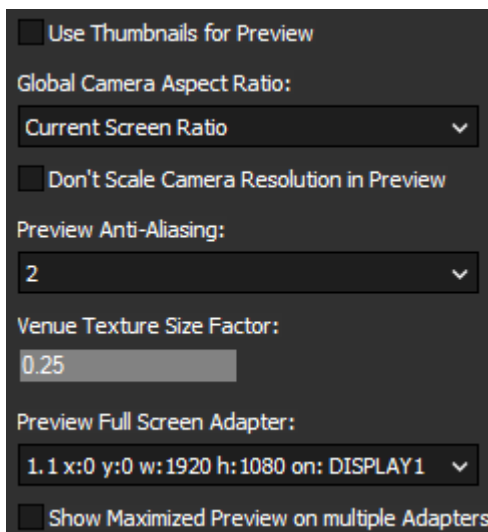 Use Thumbnails for Preview
Global Camera Aspect Ratio:
Current Screen Ratio
Don't Scale Camera Resolution in Preview
Preview Anti-Aliasing:
2
Venue Texture Size Factor:
0.25
Preview Full Screen Adapter:
1.1 x:0 y:0 w:1920 h:1080 on: DISPLAY1
Show Maximized Preview on multiple Adapters